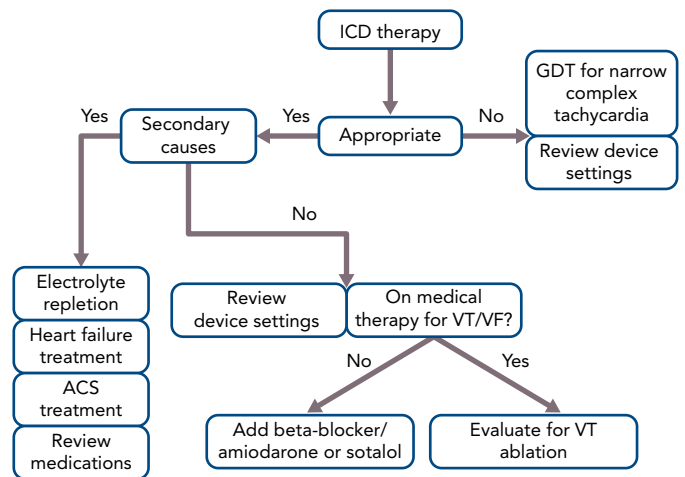 ICD therapy
GDT for narrow
complex
tachycardia
Review device
settings
Yes
Secondary
causes
Yes
Appropriate
No
No
Electrolyte
repletion
Heart failure
treatment
ACS
treatment
Review
medications
Review
device settings
On medical
therapy for VT/VF?
No
Yes
Add beta-blocker/
amiodarone or sotalol
Evaluate for VT
ablation